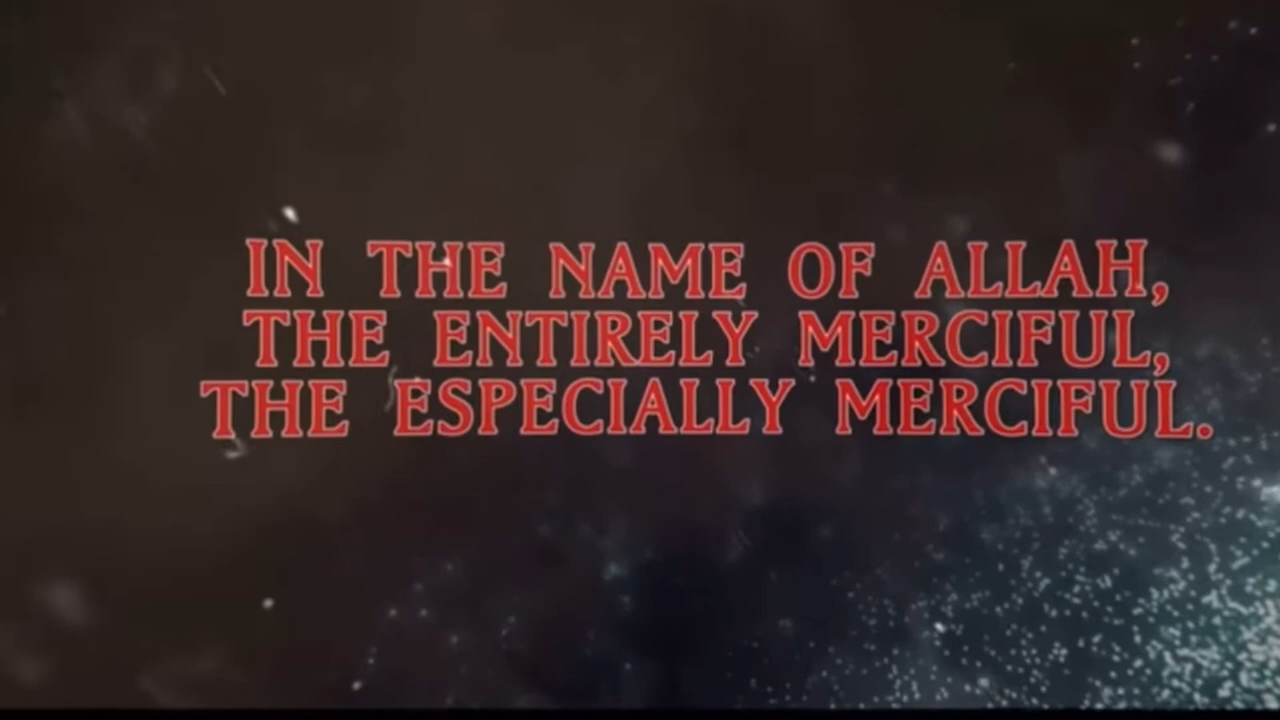 IN THE NAME OF ALLAH,
THE ENTIRELY MERCIFUL,
THE ESPECIALLY MERCIFUL.